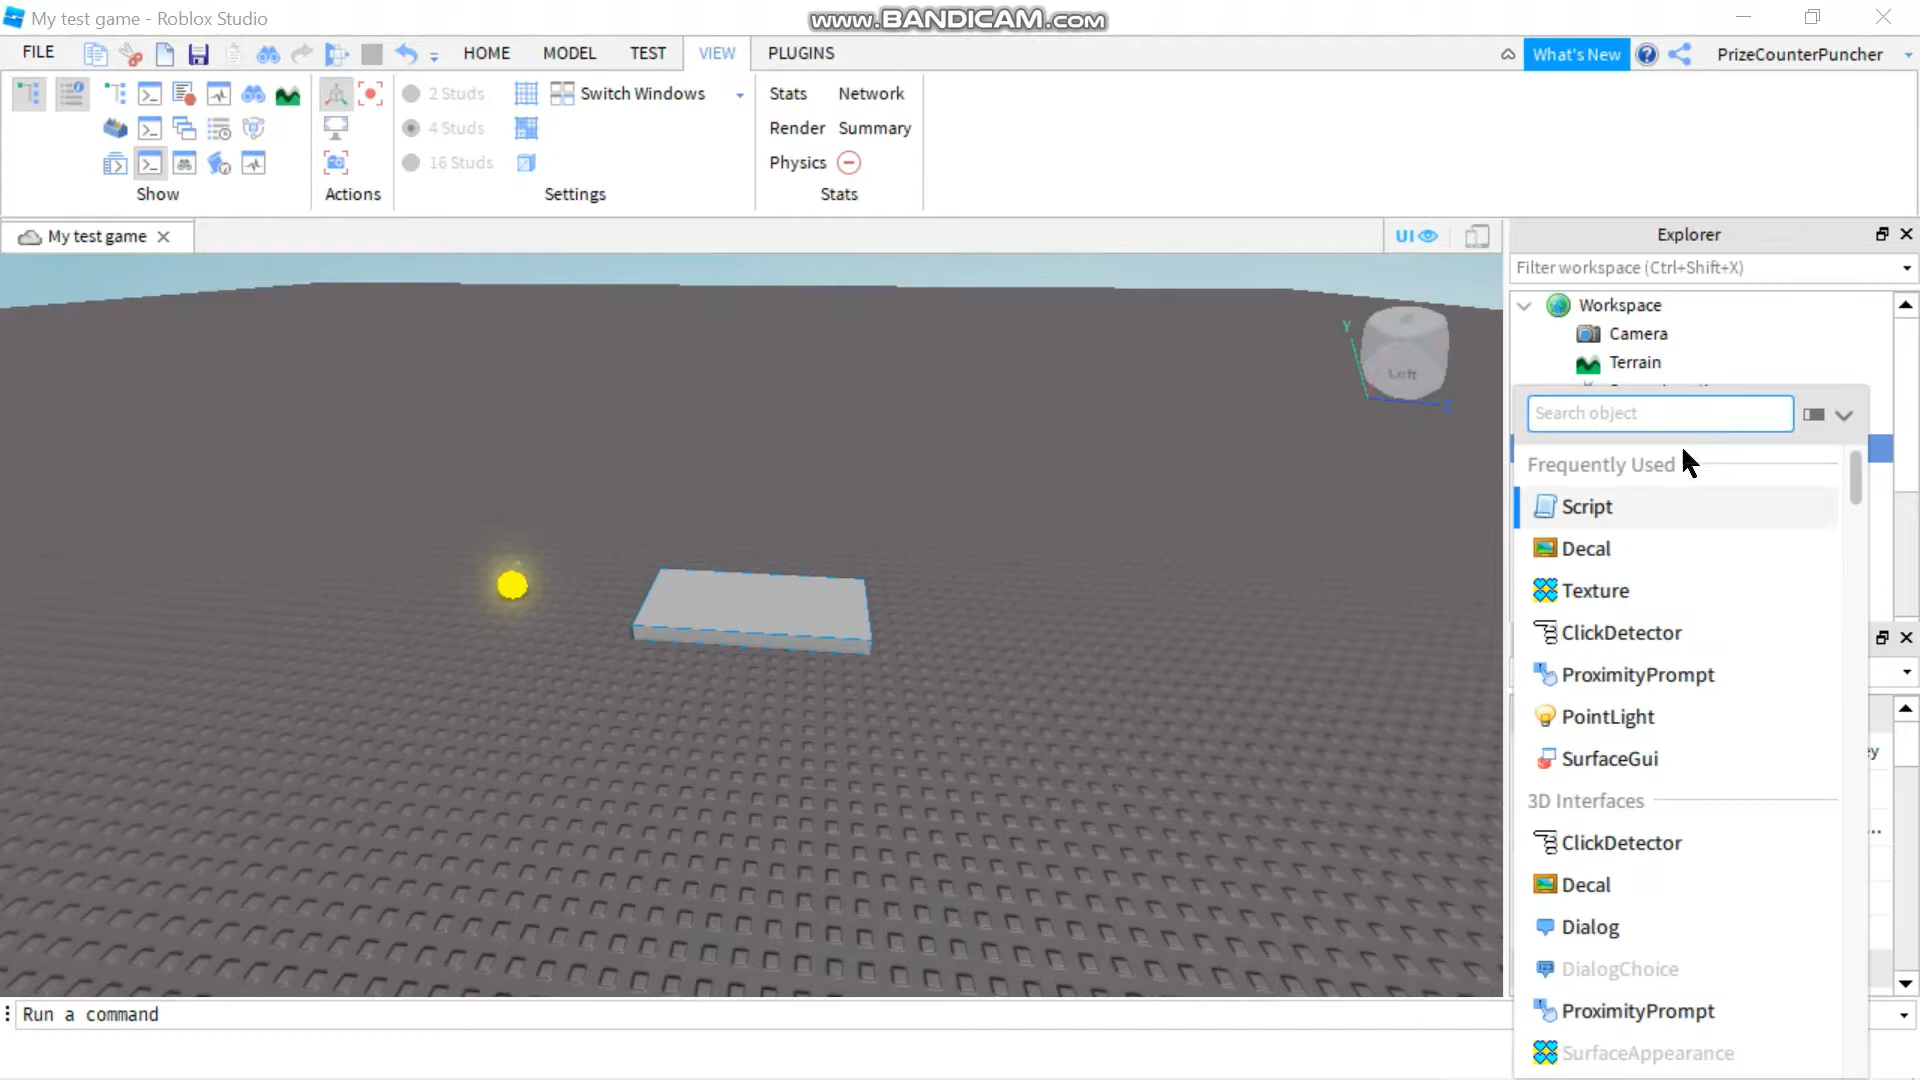 My test game - Roblox Studio
www.BANDICAM.com
FILE
HOME
MODEL
TEST
VIEW
PLUGINS
What's New
PrizeCounterPuncher
2 Studs
Switch Windows
Stats
Network
4 Studs
Render
Summary
16 Studs
Physics
Show
Actions
Settings
Stats
My test game
UI
Explorer
Filter workspace (Ctrl+Shift+X)
Workspace
Camera
Terrain
Y
Left
Z
Search object
Frequently Used
Script
Decal
Texture
ClickDetector
ProximityPrompt
PointLight
SurfaceGui
3D Interfaces
ClickDetector
Decal
Dialog
DialogChoice
ProximityPrompt
SurfaceAppearance
Run a command